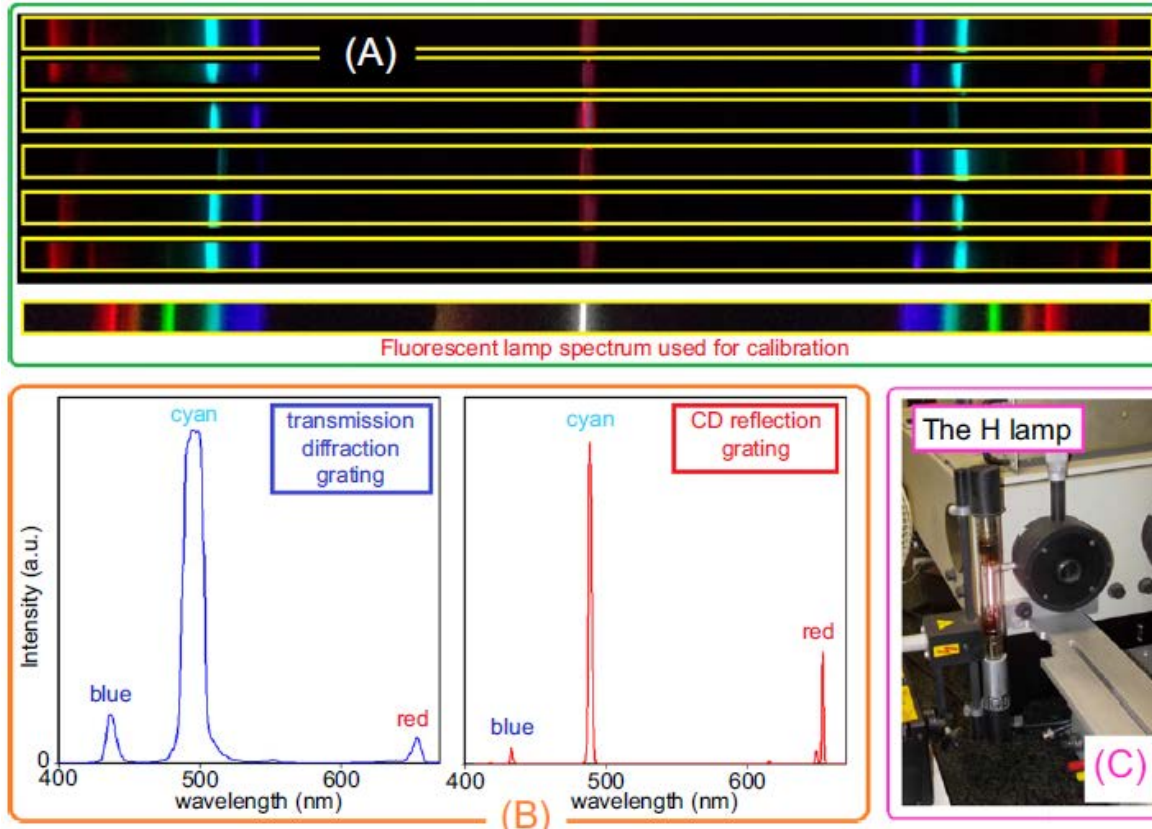 (A)
Fluorescent lamp spectrum used for calibration
cyan
transmission
diffraction
grating
blue
red
Intensity (a.u.)
0
400
500
600
wavelength (nm)
cyan
CD reflection
grating
blue
red
400
500
600
wavelength (nm)
(B)
The H lamp
(C)